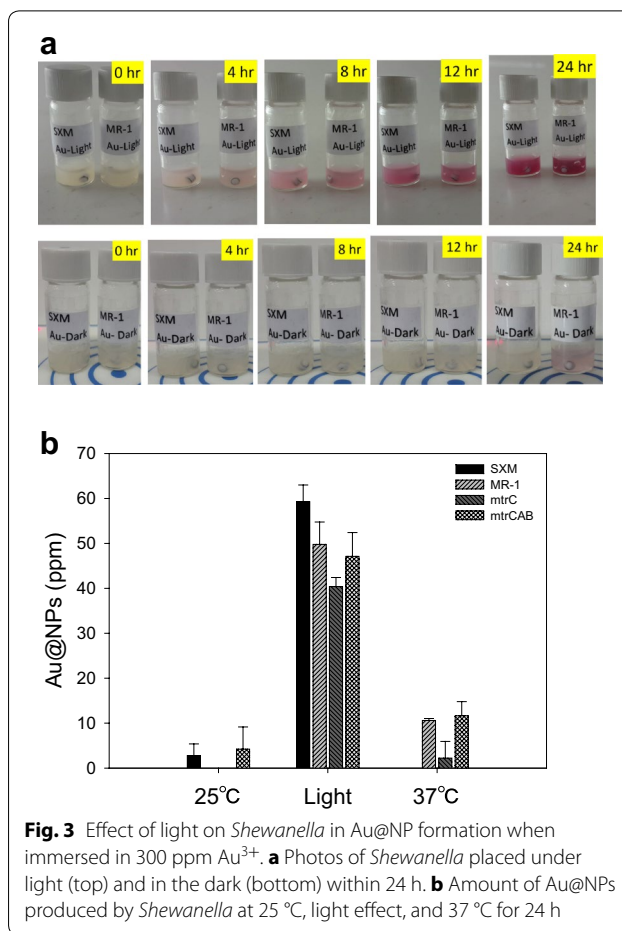 a
0 hr 4 hr 8 hr 12 hr 24 hr
SXM MR-1 SXM MR-1 SXM MR-1 SXM MR-1 SXM MR-1
Au-Light Au-Light Au-Light Au-Light Au-Light Au-Light Au-Light Au-Light Au-Light Au-Light
0 hr 4 hr 8 hr 12 hr 24 hr
SXM MR-1 SXM MR-1 SXM MR-1 SXM MR-1 SXM MR-1
Au-Dark Au- Dark Au-Dark Au- Dark Au-Dark Au- Dark Au-Dark Au- Dark Au-Dark Au- Dark
b
Au@NPs (ppm)
70
60
50
40
30
20
10
0
SXM
MR-1
mtrC
mtrCAB
25℃ Light 37℃
Fig. 3 Effect of light on Shewanella in Au@NP formation when
immersed in 300 ppm Au³⁺. a Photos of Shewanella placed under
light (top) and in the dark (bottom) within 24 h. b Amount of Au@NPs
produced by Shewanella at 25 °C, light effect, and 37 °C for 24 h